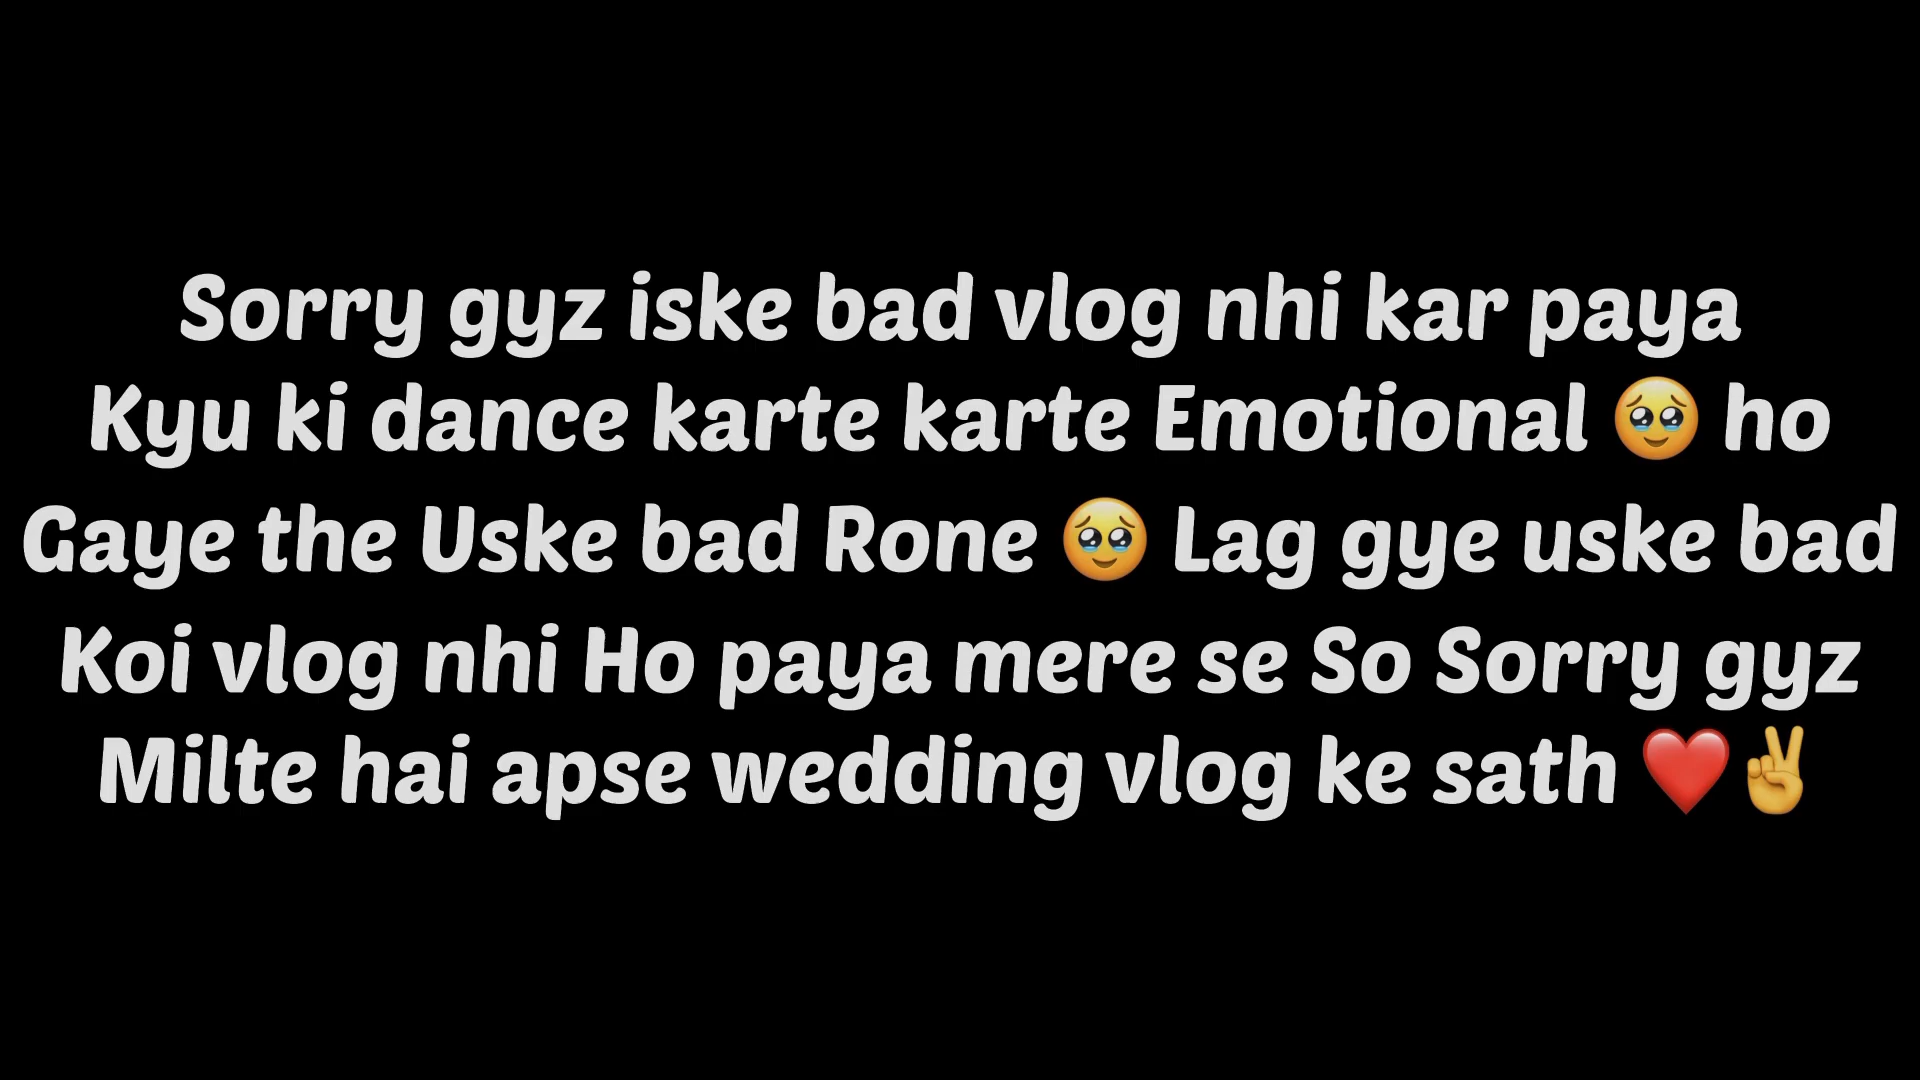 Sorry gyz iske bad vlog nhi kar paya
Kyu ki dance karte karte Emotional 🥹 ho
Gaye the Uske bad Rone 🥹 Lag gye uske bad
Koi vlog nhi Ho paya mere se So Sorry gyz
Milte hai apse wedding vlog ke sath ❤️✌️